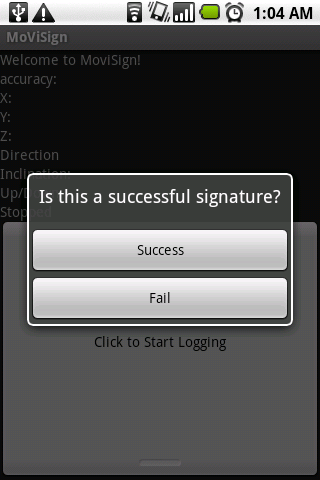 1:04 AM
MoViSign
Welcome to MoviSign!
accuracy:
X:
Y:
Z:
Direction
Is this a successful signature?
Success
Fail
Click to Start Logging